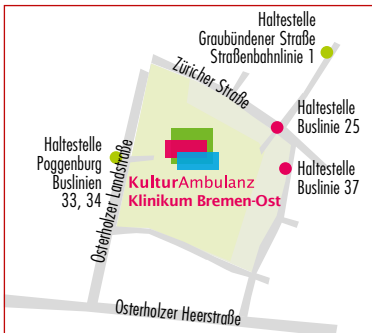 Haltestelle
Graubündener Straße
Straßenbahnlinie 1
Züricher Straße
Haltestelle
Buslinie 25
Haltestelle
Poggenburg
Buslinien
33, 34
Haltestelle
Buslinie 37
KulturAmbulanz
Klinikum Bremen-Ost
Osterholzer Landstraße
Osterholzer Heerstraße